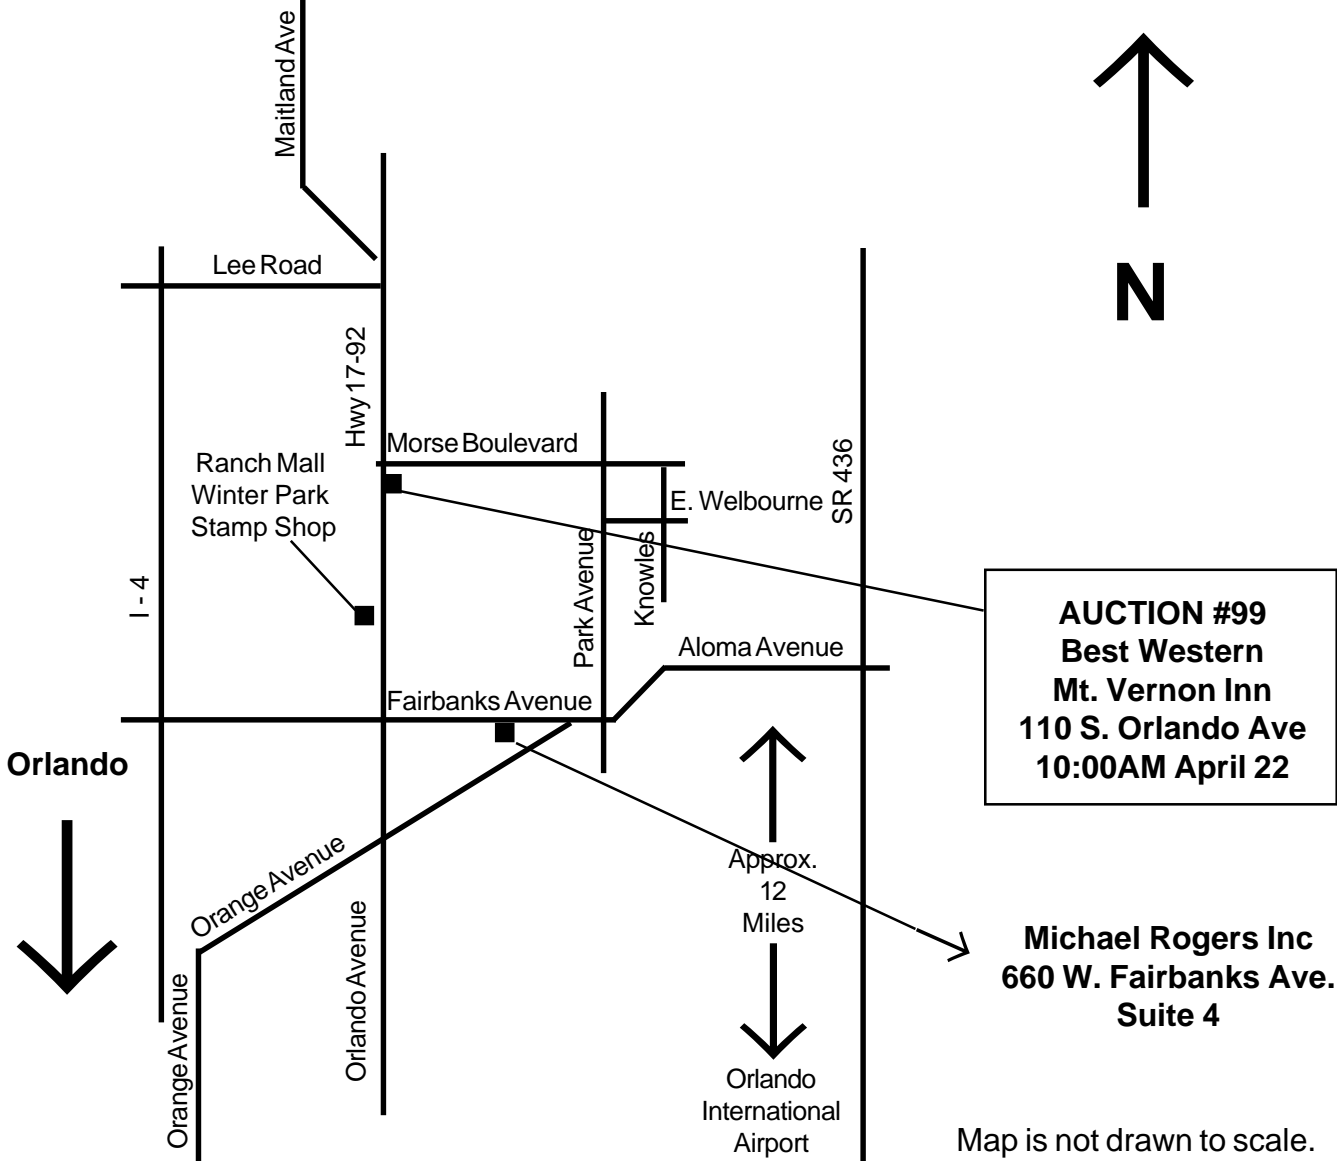 Maitland Ave
N
Lee Road
Hwy 17-92
Morse Boulevard
Ranch Mall
Winter Park
Stamp Shop
E. Welbourne
SR 436
I - 4
Park Avenue
Knowles
AUCTION #99
Best Western
Mt. Vernon Inn
110 S. Orlando Ave
10:00AM April 22
Aloma Avenue
Fairbanks Avenue
Orlando
Orange Avenue
Approx.
12
Miles
Orlando Avenue
Michael Rogers Inc
660 W. Fairbanks Ave.
Suite 4
Orange Avenue
Orlando
International
Airport
Map is not drawn to scale.